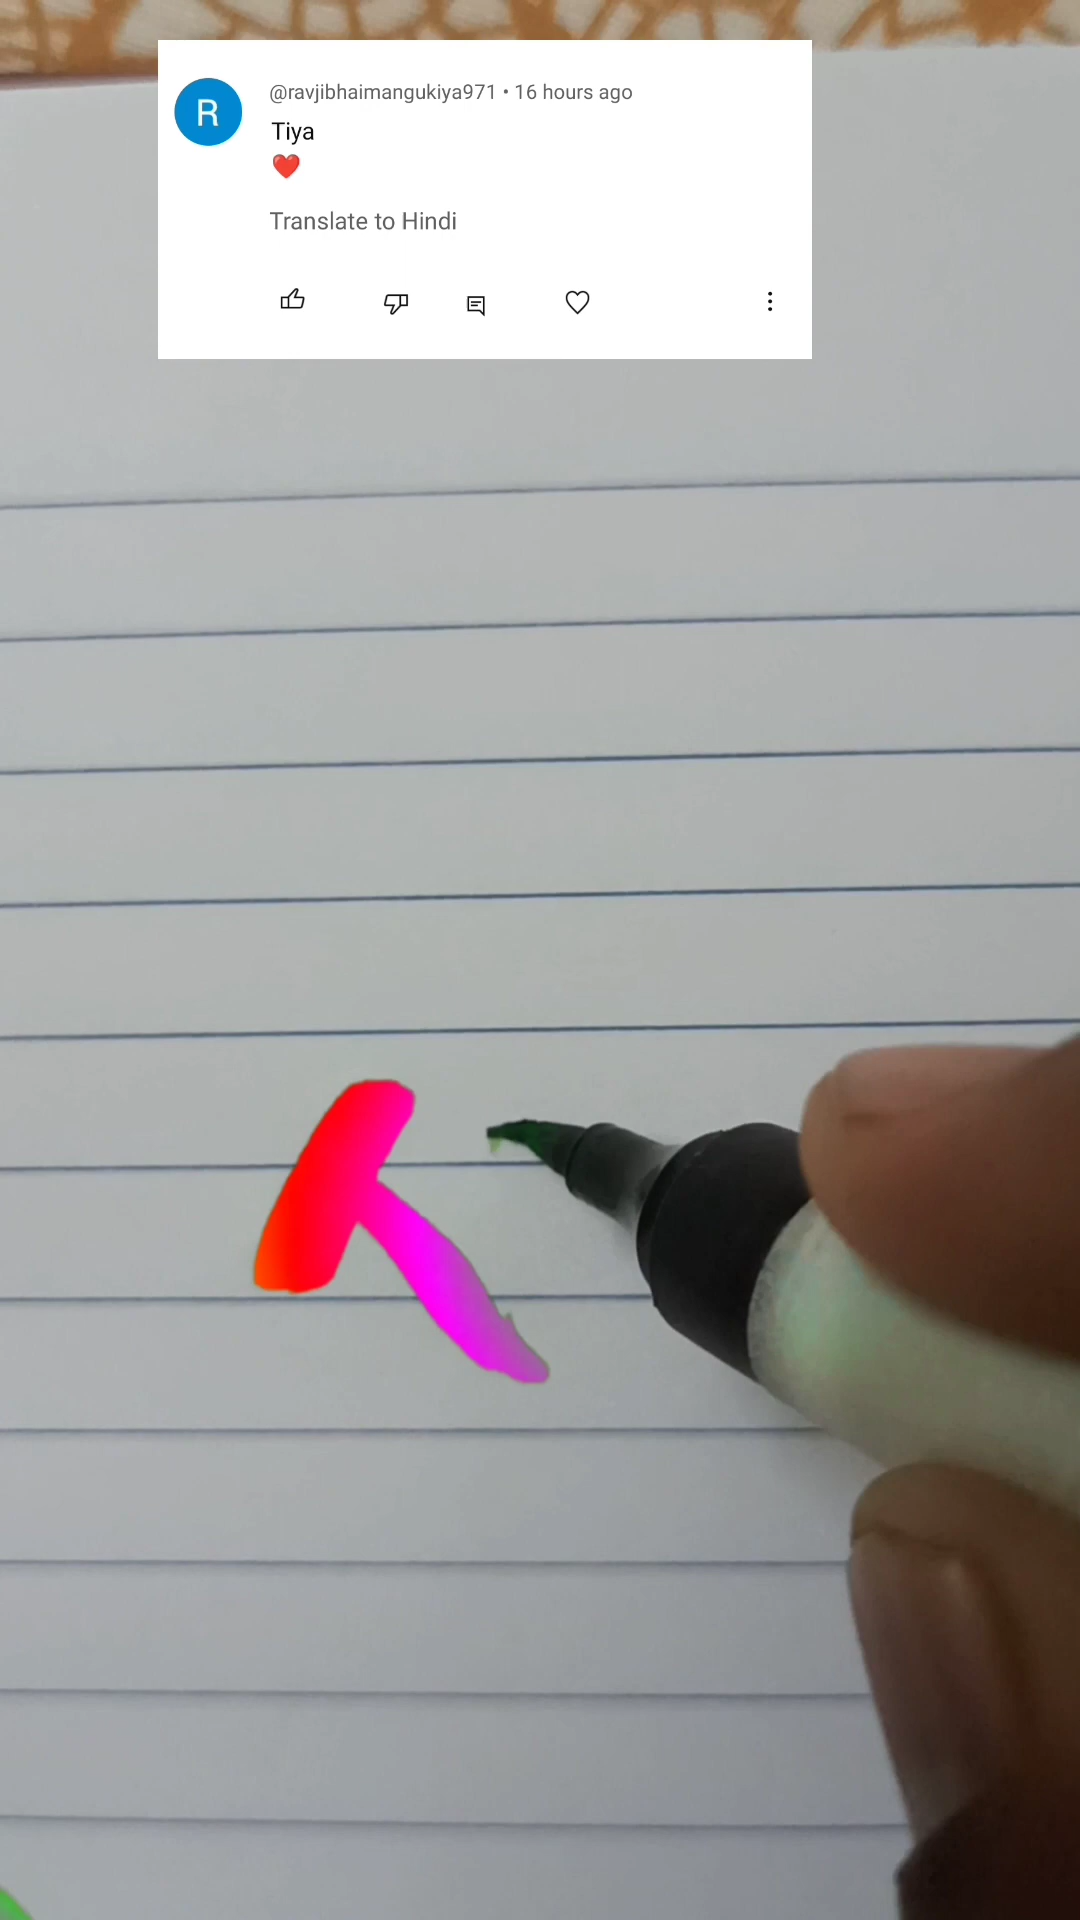 R
@ravjibhaimangukiya971 • 16 hours ago
Tiya
❤️
Translate to Hindi